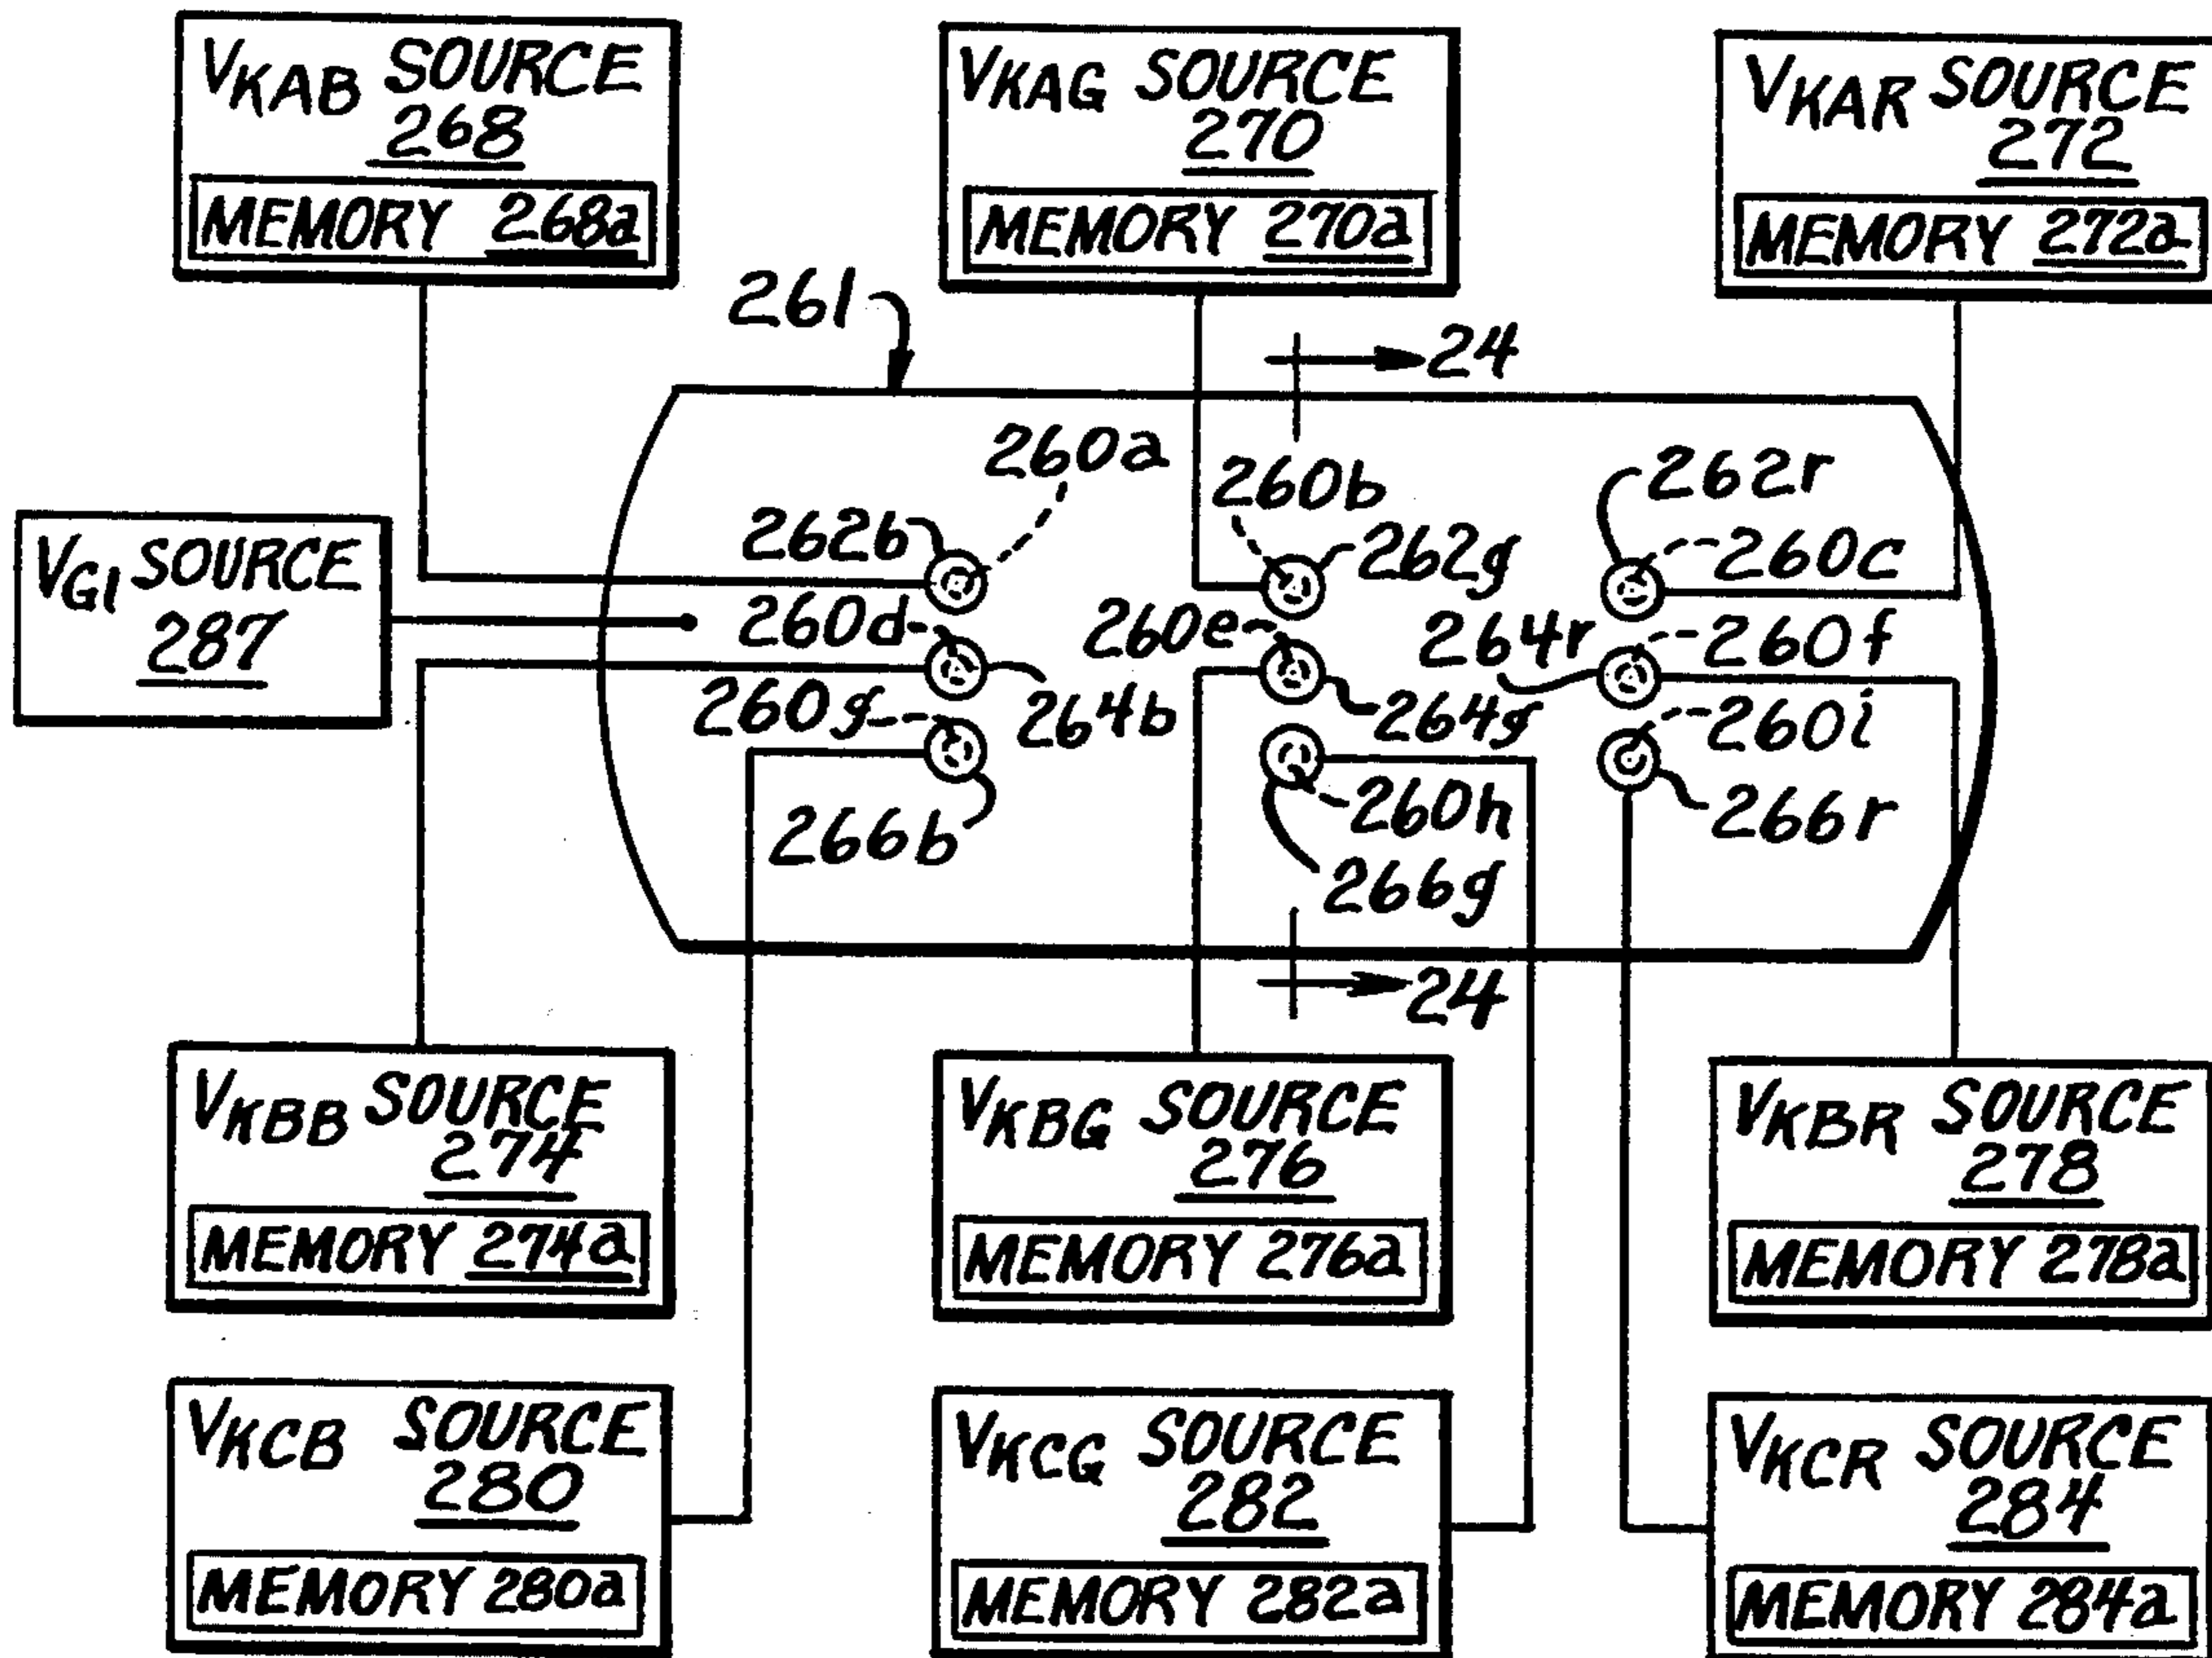 VKAB SOURCE
268
MEMORY 268a
VKAG SOURCE
270
MEMORY 270a
VKAR SOURCE
272
MEMORY 272a
261
24
260a
260b
262r
262b
262g
260c
VG1 SOURCE
287
260d
260e
264r
260f
260g
264b
264g
260i
266b
260h
266r
266g
24
VKBB SOURCE
274
MEMORY 274a
VKBG SOURCE
276
MEMORY 276a
VKBR SOURCE
278
MEMORY 278a
VKCB SOURCE
280
MEMORY 280a
VKCG SOURCE
282
MEMORY 282a
VKCR SOURCE
284
MEMORY 284a